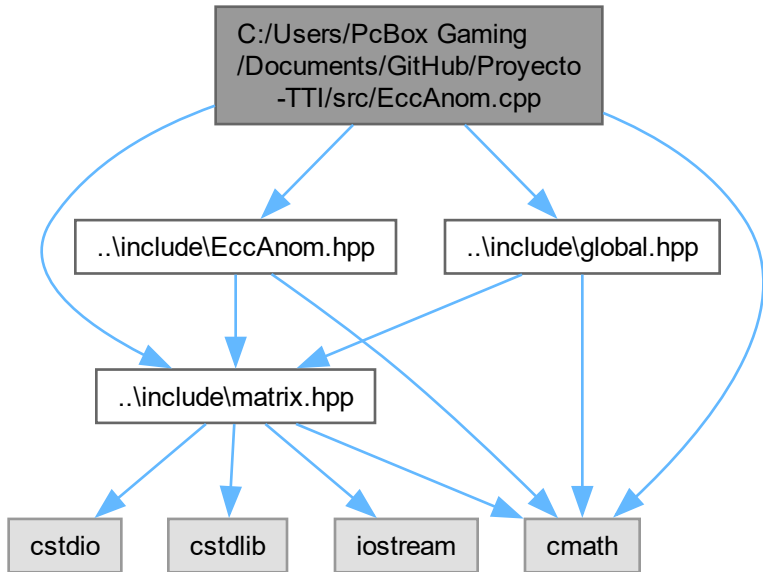 C:/Users/PcBox Gaming
/Documents/GitHub/Proyecto
-TTI/src/EccAnom.cpp
..\include\EccAnom.hpp
..\include\global.hpp
..\include\matrix.hpp
cstdio
cstdlib
iostream
cmath